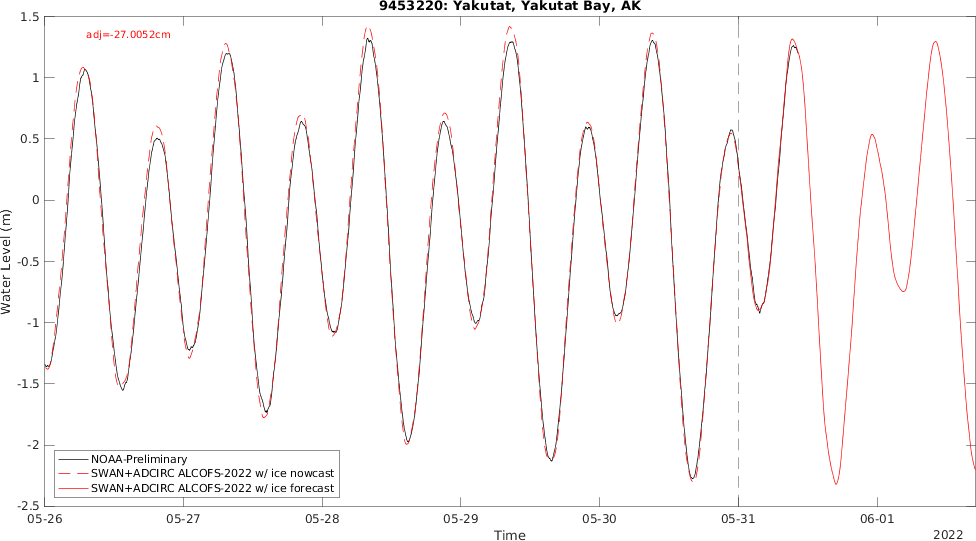 9453220: Yakutat, Yakutat Bay, AK
adj=-27.0052cm
1.5
1
0.5
0
-0.5
-1
-1.5
-2
-2.5
Water Level (m)
NOAA-Preliminary
SWAN+ADCIRC ALCOFS-2022 w/ ice nowcast
SWAN+ADCIRC ALCOFS-2022 w/ ice forecast
05-26 05-27 05-28 05-29 05-30 05-31 06-01
Time
2022